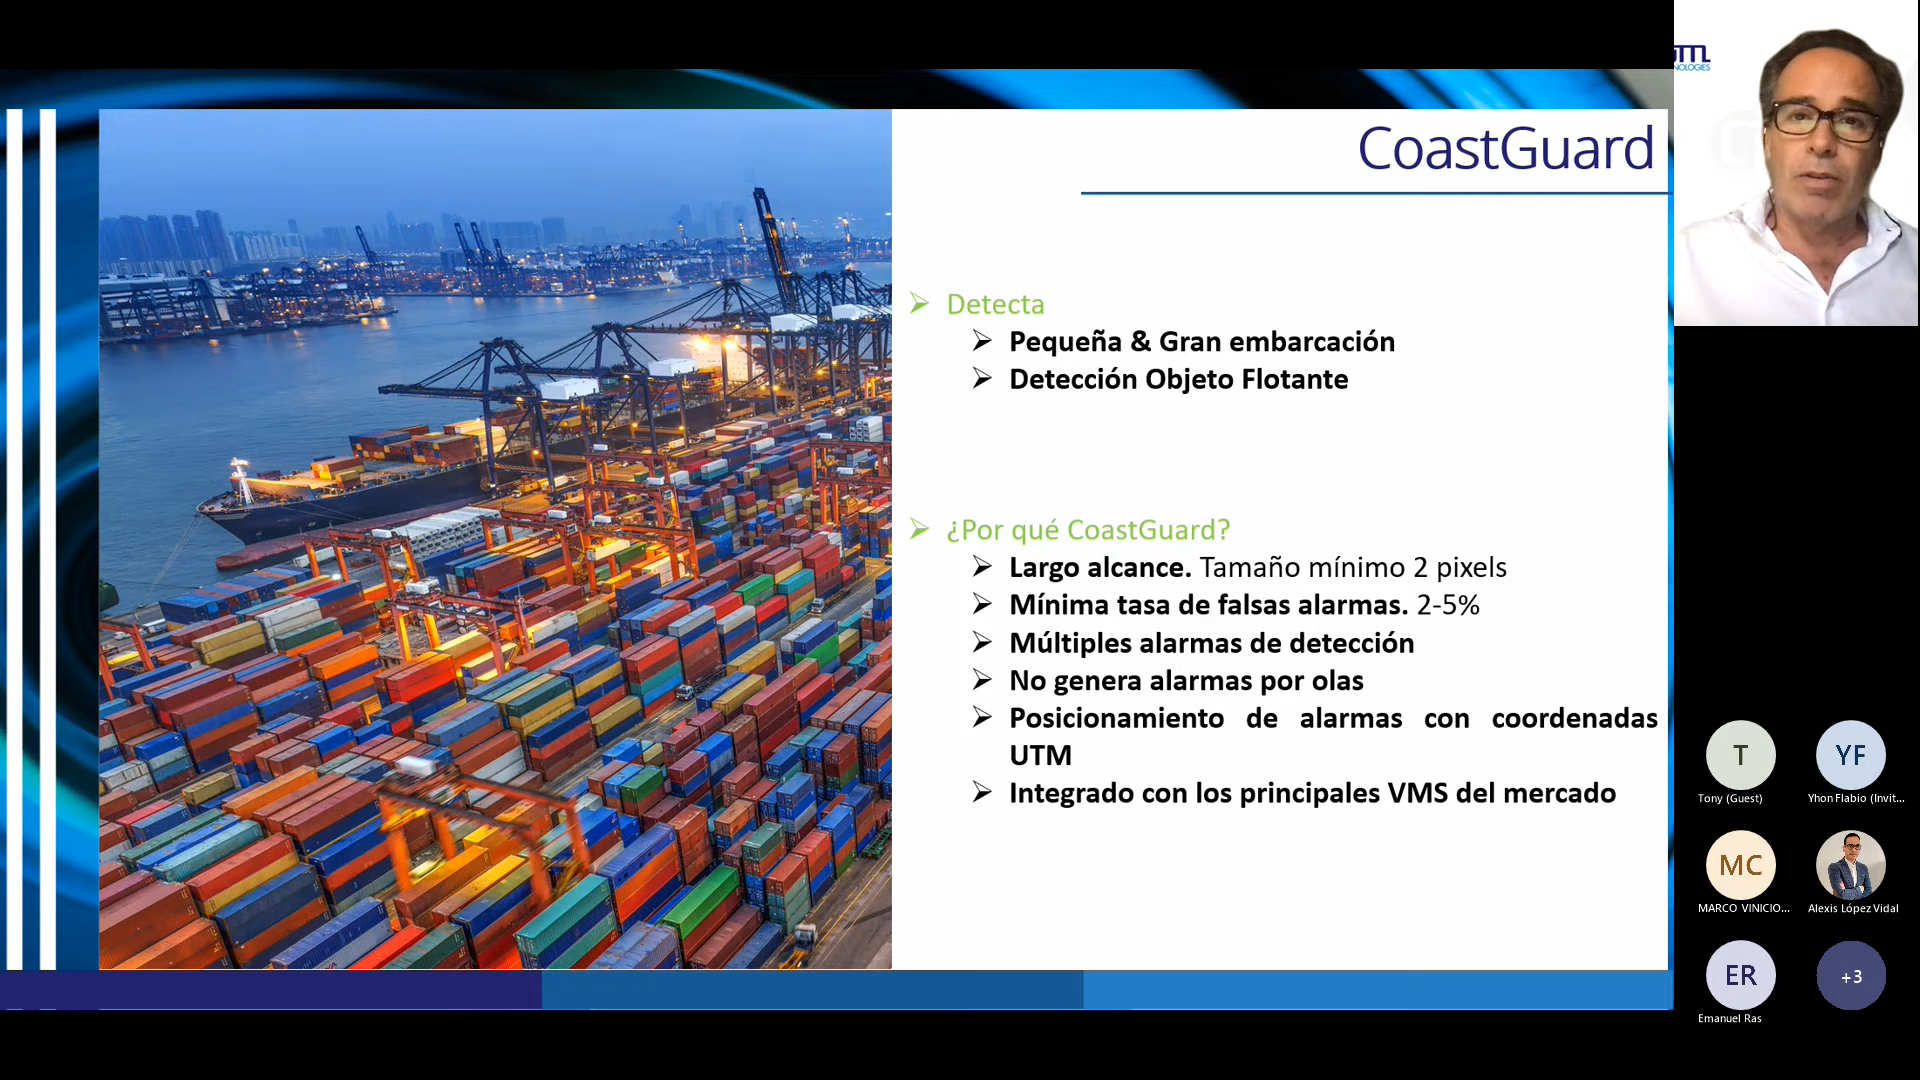 CoastGuard
Detecta
Pequeña & Gran embarcación
Detección Objeto Flotante
¿Por qué CoastGuard?
Largo alcance. Tamaño mínimo 2 pixels
Mínima tasa de falsas alarmas. 2-5%
Múltiples alarmas de detección
No genera alarmas por olas
Posicionamiento de alarmas con coordenadas
UTM
Integrado con los principales VMS del mercado
T
YF
Tony (Guest)
Yhon Flabio (Invit...
MC
MARCO VINICIO...
Alexis López Vidal
ER
+3
Emanuel Ras